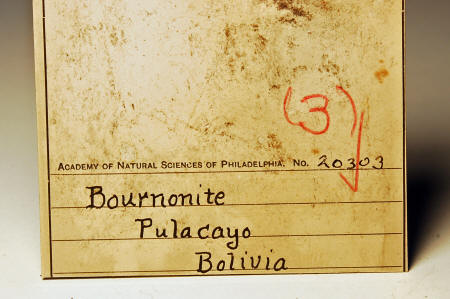 (3)
ACADEMY OF NATURAL SCIENCES OF PHILADELPHIA, No. 20303
Bournonite
Pulacayo
Bolivia